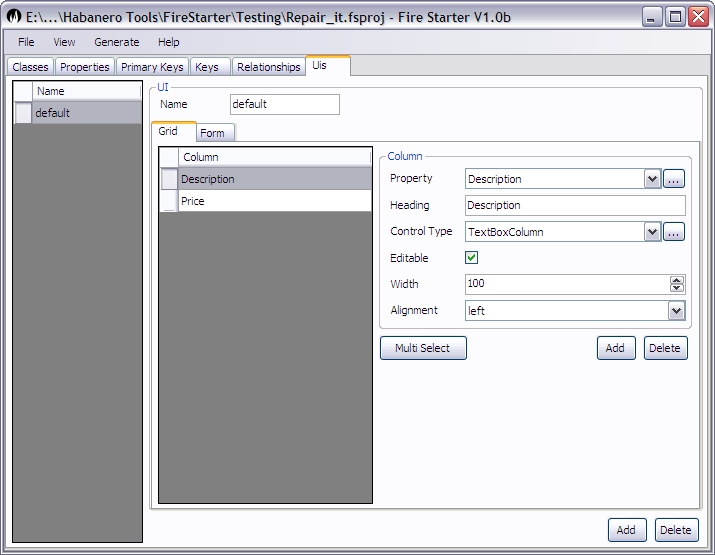 E:\...\Habanero Tools\FireStarter\Testing\Repair_it.fsproj - Fire Starter V1.0b
File View Generate Help
Classes Properties Primary Keys Keys Relationships Uis
Name
default
UI
Name default
Grid Form
Column
Description
Price
Column
Property Description ...
Heading Description
Control Type TextBoxColumn ...
Editable
Width 100
Alignment left
Multi Select Add Delete
Add Delete